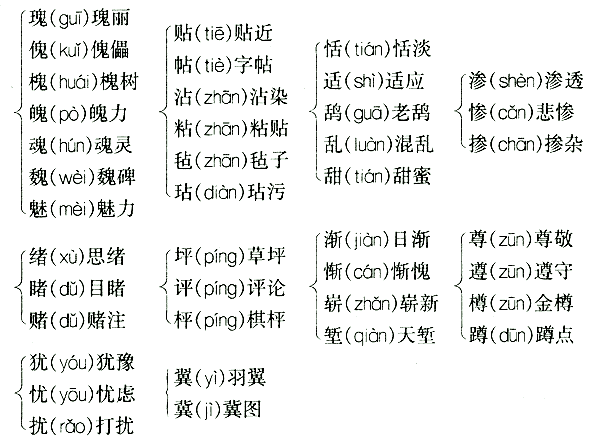 瑰(guī)瑰丽
傀(kuǐ)傀儡
槐(huái)槐树
魄(pò)魄力
魂(hún)魂灵
魏(wèi)魏碑
魅(mèi)魅力
贴(tiē)贴近
帖(tiè)字帖
沾(zhān)沾染
粘(zhān)粘贴
毡(zhān)毡子
玷(diàn)玷污
恬(tián)恬淡
适(shì)适应
鸹(guā)老鸹
乱(luàn)混乱
甜(tián)甜蜜
渗(shèn)渗透
惨(cǎn)悲惨
掺(chān)掺杂
绪(xù)思绪
睹(dǔ)目睹
赌(dǔ)赌注
坪(píng)草坪
评(píng)评论
枰(píng)棋枰
渐(jiàn)日渐
惭(cán)惭愧
崭(zhǎn)崭新
堑(qiàn)天堑
尊(zūn)尊敬
遵(zūn)遵守
樽(zūn)金樽
蹲(dūn)蹲点
犹(yóu)犹豫
忧(yōu)忧虑
扰(rǎo)打扰
翼(yì)羽翼
冀(jì)冀图